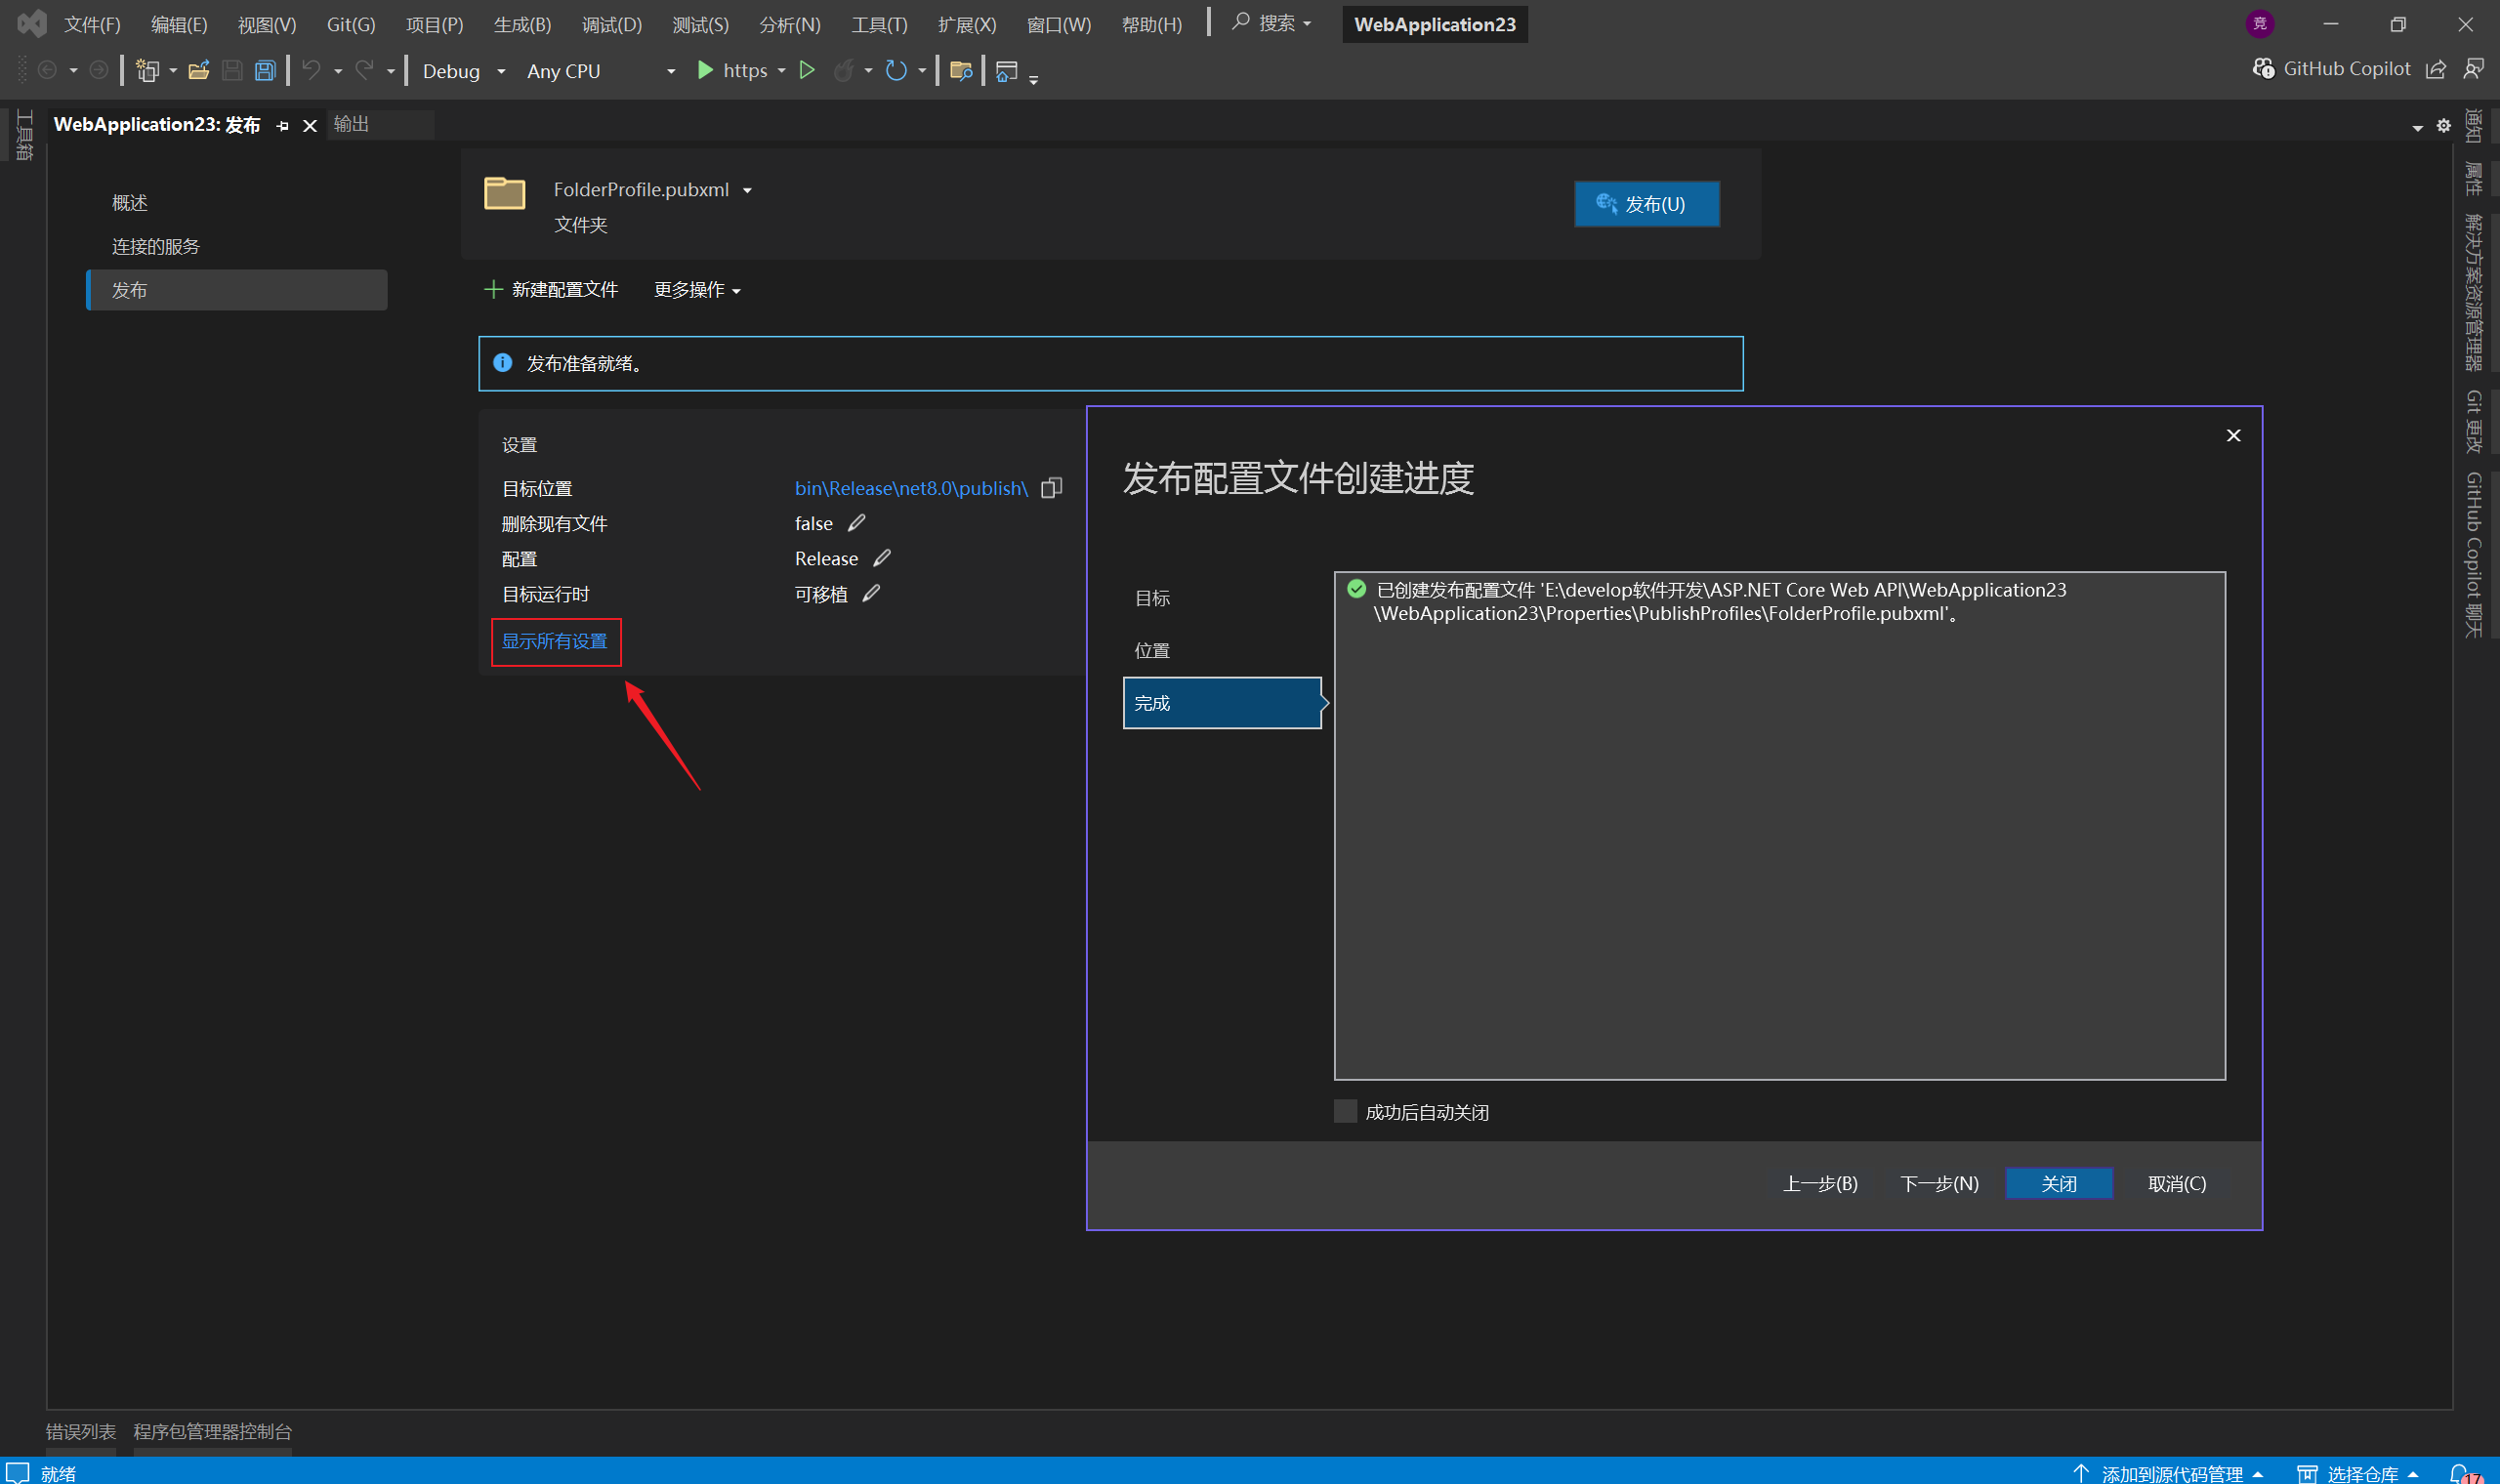 文件(F) 编辑(E) 视图(V) Git(G) 项目(P) 生成(B) 调试(D) 测试(S) 分析(N) 工具(T) 扩展(X) 窗口(W) 帮助(H) 搜索 WebApplication23 竞
Debug Any CPU https GitHub Copilot
工具箱
WebApplication23: 发布 输出
概述
连接的服务
发布
FolderProfile.pubxml
文件夹
发布(U)
新建配置文件 更多操作
发布准备就绪。
设置
目标位置 bin\Release\net8.0\publish\
删除现有文件 false
配置 Release
目标运行时 可移植
显示所有设置
发布配置文件创建进度
目标
位置
完成
已创建发布配置文件 'E:\develop软件开发\ASP.NET Core Web API\WebApplication23
\WebApplication23\Properties\PublishProfiles\FolderProfile.pubxml'。
成功后自动关闭
上一步(B) 下一步(N) 关闭 取消(C)
通知
属性
解决方案资源管理器
Git 更改
GitHub Copilot 聊天
错误列表 程序包管理器控制台
就绪 添加到源代码管理 选择仓库 17